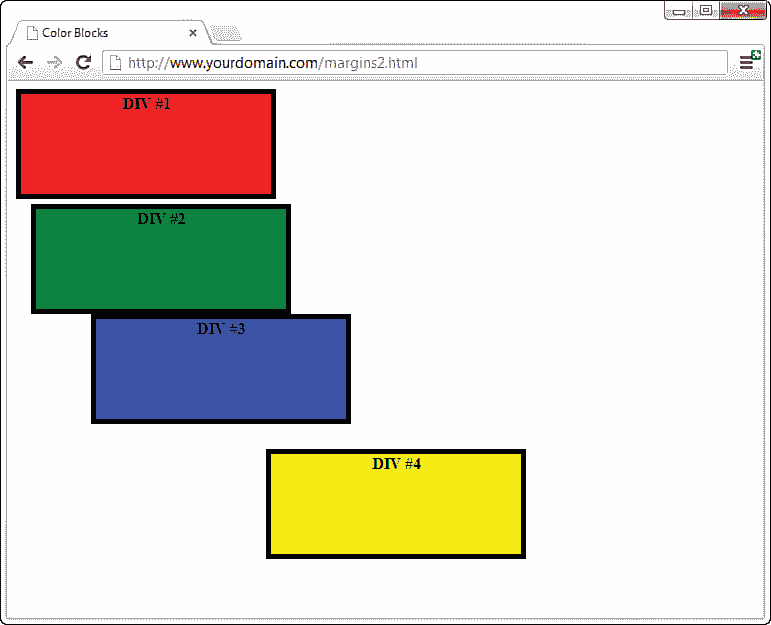 Color Blocks
http://www.yourdomain.com/margins2.html
DIV #1
DIV #2
DIV #3
DIV #4